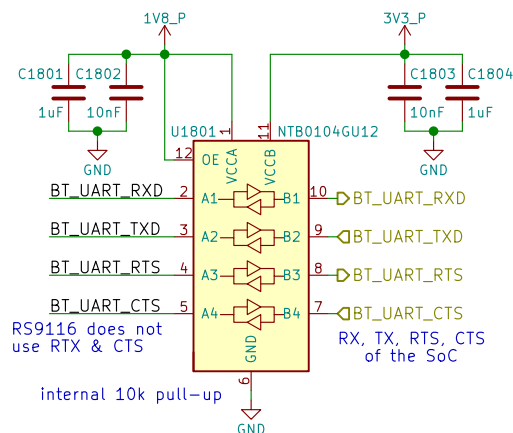 1V8_P
3V3_P
C1801
C1802
1uF
10nF
GND
C1803
C1804
10nF
1uF
GND
U1801
NTB0104GU12
1
11
12
OE
VCCA
VCCB
BT_UART_RXD
2
A1
B1
10
BT_UART_RXD
BT_UART_TXD
3
A2
B2
9
BT_UART_TXD
BT_UART_RTS
4
A3
B3
8
BT_UART_RTS
BT_UART_CTS
5
A4
B4
7
BT_UART_CTS
GND
6
GND
RS9116 does not
use RTX & CTS
RX, TX, RTS, CTS
of the SoC
internal 10k pull-up